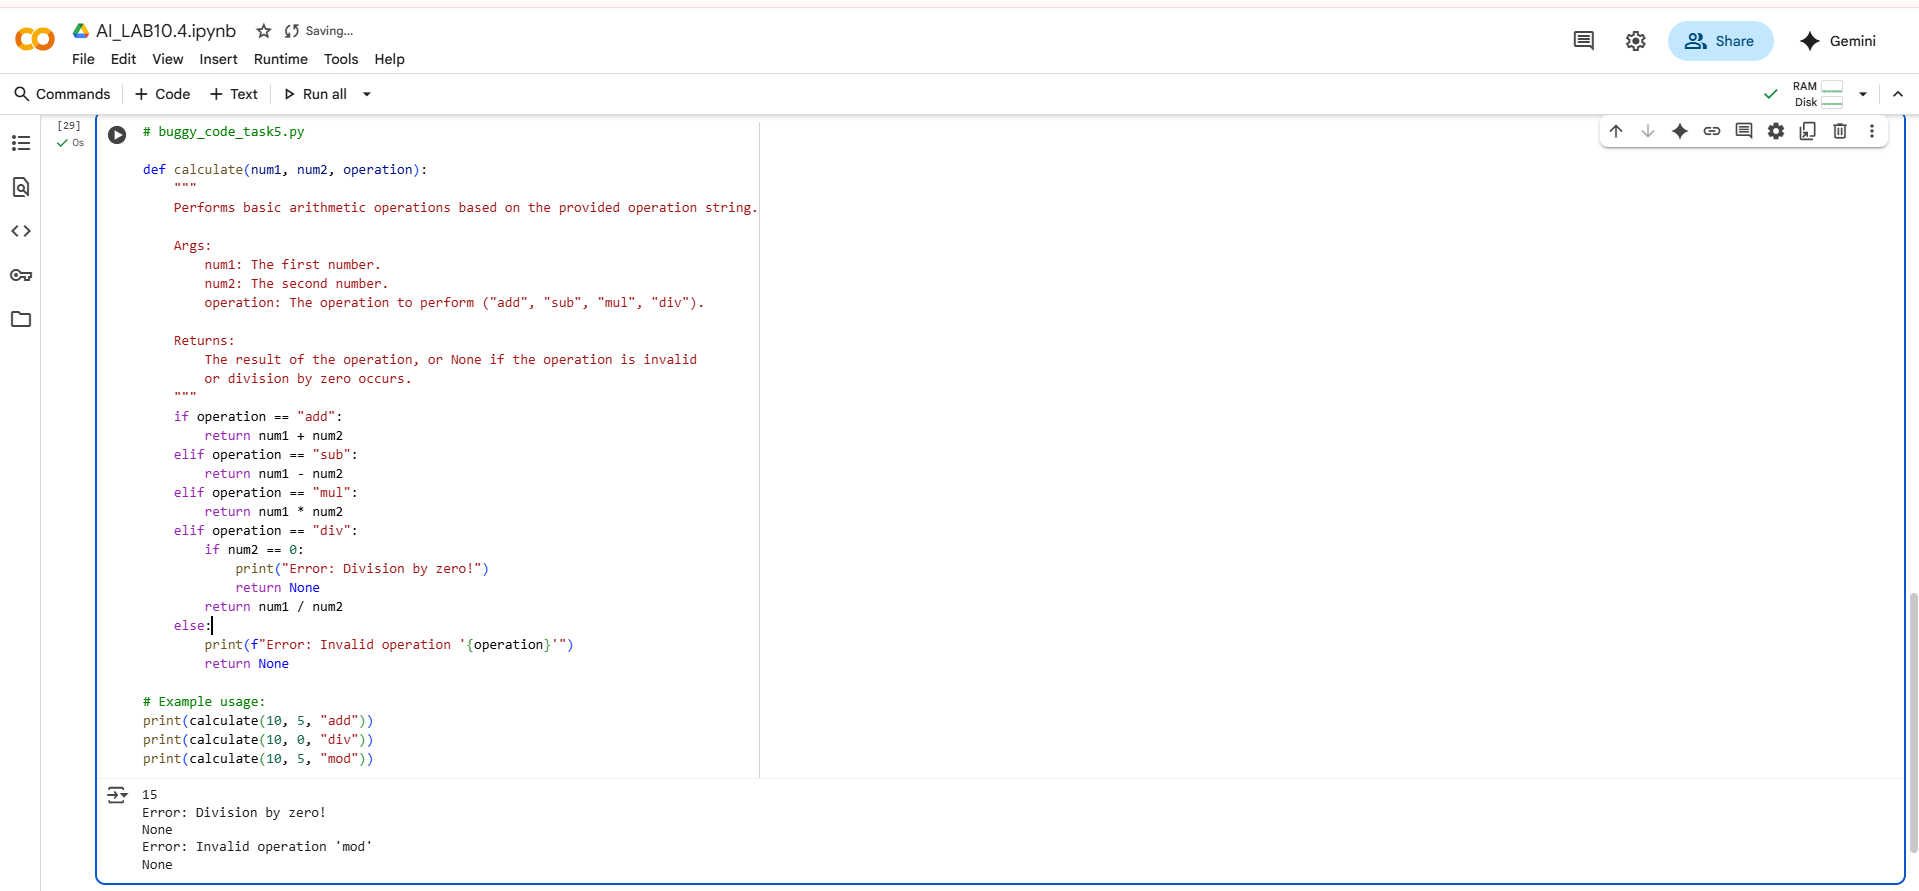 AI_LAB10.4.ipynb Saving...
File Edit View Insert Runtime Tools Help
Share
Gemini
Commands + Code + Text Run all
RAM
Disk
[29]
0s
# buggy_code_task5.py
def calculate(num1, num2, operation):
"""
Performs basic arithmetic operations based on the provided operation string.
Args:
num1: The first number.
num2: The second number.
operation: The operation to perform ("add", "sub", "mul", "div").
Returns:
The result of the operation, or None if the operation is invalid
or division by zero occurs.
"""
if operation == "add":
return num1 + num2
elif operation == "sub":
return num1 - num2
elif operation == "mul":
return num1 * num2
elif operation == "div":
if num2 == 0:
print("Error: Division by zero!")
return None
return num1 / num2
else:
print(f"Error: Invalid operation '{operation}'")
return None
# Example usage:
print(calculate(10, 5, "add"))
print(calculate(10, 0, "div"))
print(calculate(10, 5, "mod"))
15
Error: Division by zero!
None
Error: Invalid operation 'mod'
None